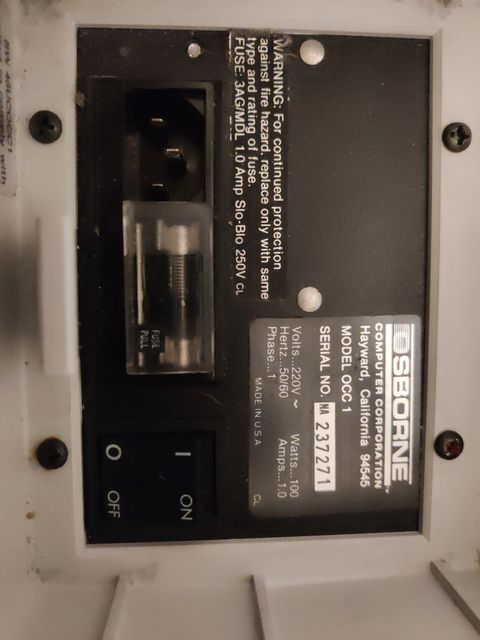 WARNING: For continued protection
against fire hazard, replace only with same
type and rating of fuse.
FUSE: 3AG/MDL 1.0 Amp Slo-Blo 250V CL
OSBORNE
COMPUTER CORPORATION
Hayward, California 94545
MODEL OCC 1
SERIAL NO. MA 237271
Volts...220V ~ Watts...100
Hertz...50/60 Amps....1.0
Phase...1
MADE IN U.S.A. CL
FUSE
PULL
I ON
O OFF